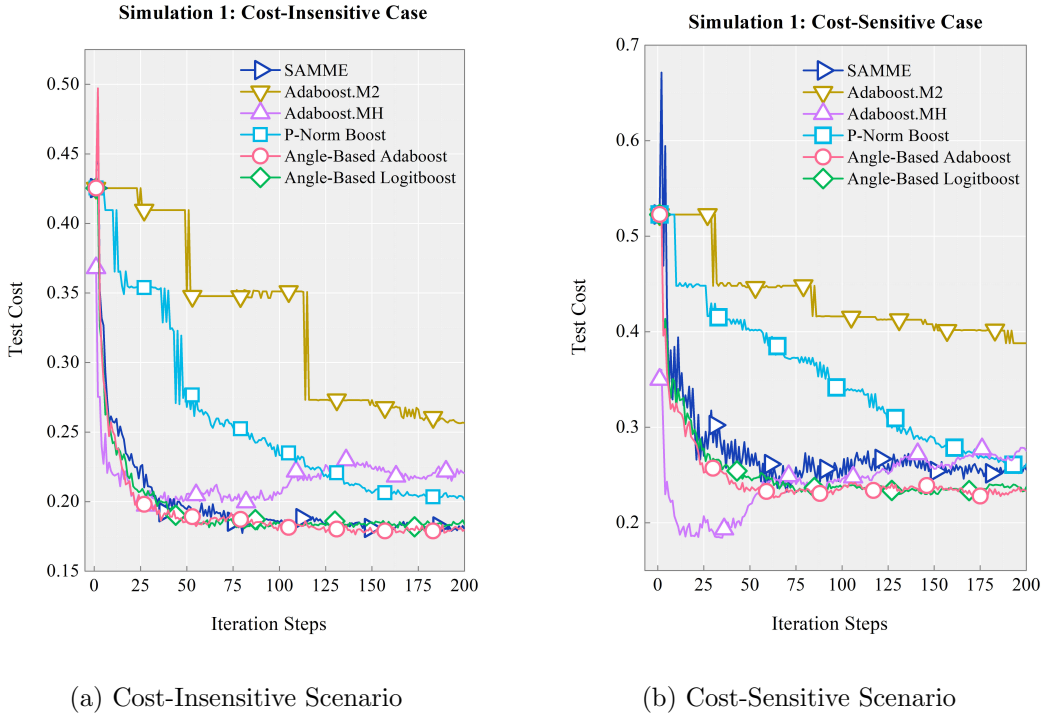 Simulation 1: Cost-Insensitive Case
0.50
0.45
0.40
0.35
0.30
0.25
0.20
0.15
Test Cost
SAMME
Adaboost.M2
Adaboost.MH
P-Norm Boost
Angle-Based Adaboost
Angle-Based Logitboost
0 25 50 75 100 125 150 175 200
Iteration Steps
(a) Cost-Insensitive Scenario
Simulation 1: Cost-Sensitive Case
0.7
0.6
0.5
0.4
0.3
0.2
Test Cost
SAMME
Adaboost.M2
Adaboost.MH
P-Norm Boost
Angle-Based Adaboost
Angle-Based Logitboost
0 25 50 75 100 125 150 175 200
Iteration Steps
(b) Cost-Sensitive Scenario